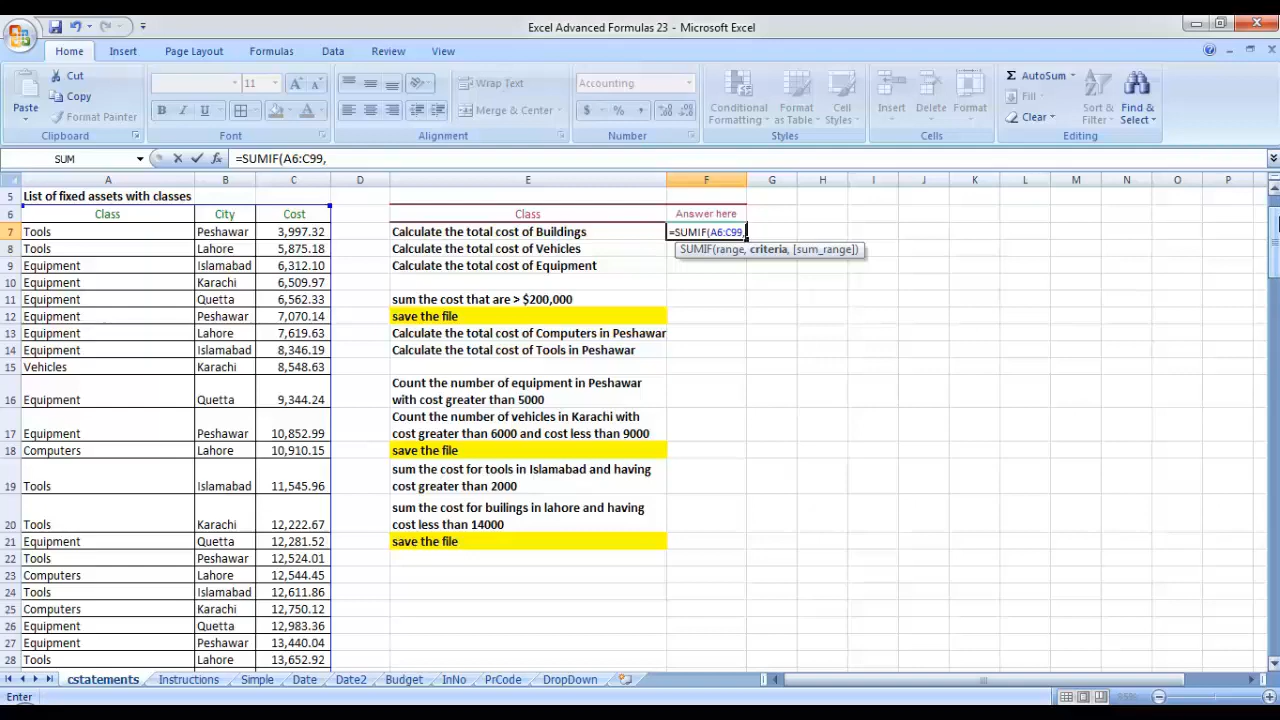 Excel Advanced Formulas 23 - Microsoft Excel
Home Insert Page Layout Formulas Data Review View
Paste
Cut
Copy
Format Painter
Clipboard
11
B I U
Font
Wrap Text
Merge & Center
Alignment
Accounting
$ % ,
Number
Conditional Formatting
Format as Table
Cell Styles
Styles
Insert Delete Format
Cells
Σ AutoSum
Fill
Clear
Sort & Filter
Find & Select
Editing
SUM fx =SUMIF(A6:C99,
A B C D E F G H I J K L M N O P
5 List of fixed assets with classes
6 Class City Cost Class Answer here
7 Tools Peshawar 3,997.32 Calculate the total cost of Buildings =SUMIF(A6:C99,
SUMIF(range, criteria, [sum_range])
8 Tools Lahore 5,875.18 Calculate the total cost of Vehicles
9 Equipment Islamabad 6,312.10 Calculate the total cost of Equipment
10 Equipment Karachi 6,509.97
11 Equipment Quetta 6,562.33 sum the cost that are > $200,000
12 Equipment Peshawar 7,070.14 save the file
13 Equipment Lahore 7,619.63 Calculate the total cost of Computers in Peshawar
14 Equipment Islamabad 8,346.19 Calculate the total cost of Tools in Peshawar
15 Vehicles Karachi 8,548.63
Count the number of equipment in Peshawar
16 Equipment Quetta 9,344.24 with cost greater than 5000
Count the number of vehicles in Karachi with
17 Equipment Peshawar 10,852.99 cost greater than 6000 and cost less than 9000
18 Computers Lahore 10,910.15 save the file
sum the cost for tools in Islamabad and having
19 Tools Islamabad 11,545.96 cost greater than 2000
sum the cost for builings in lahore and having
20 Tools Karachi 12,222.67 cost less than 14000
21 Equipment Quetta 12,281.52 save the file
22 Tools Peshawar 12,524.01
23 Computers Lahore 12,544.45
24 Tools Islamabad 12,611.86
25 Computers Karachi 12,750.12
26 Equipment Quetta 12,983.36
27 Equipment Peshawar 13,440.04
28 Tools Lahore 13,652.92
cstatements Instructions Simple Date Date2 Budget InNo PrCode DropDown
Enter